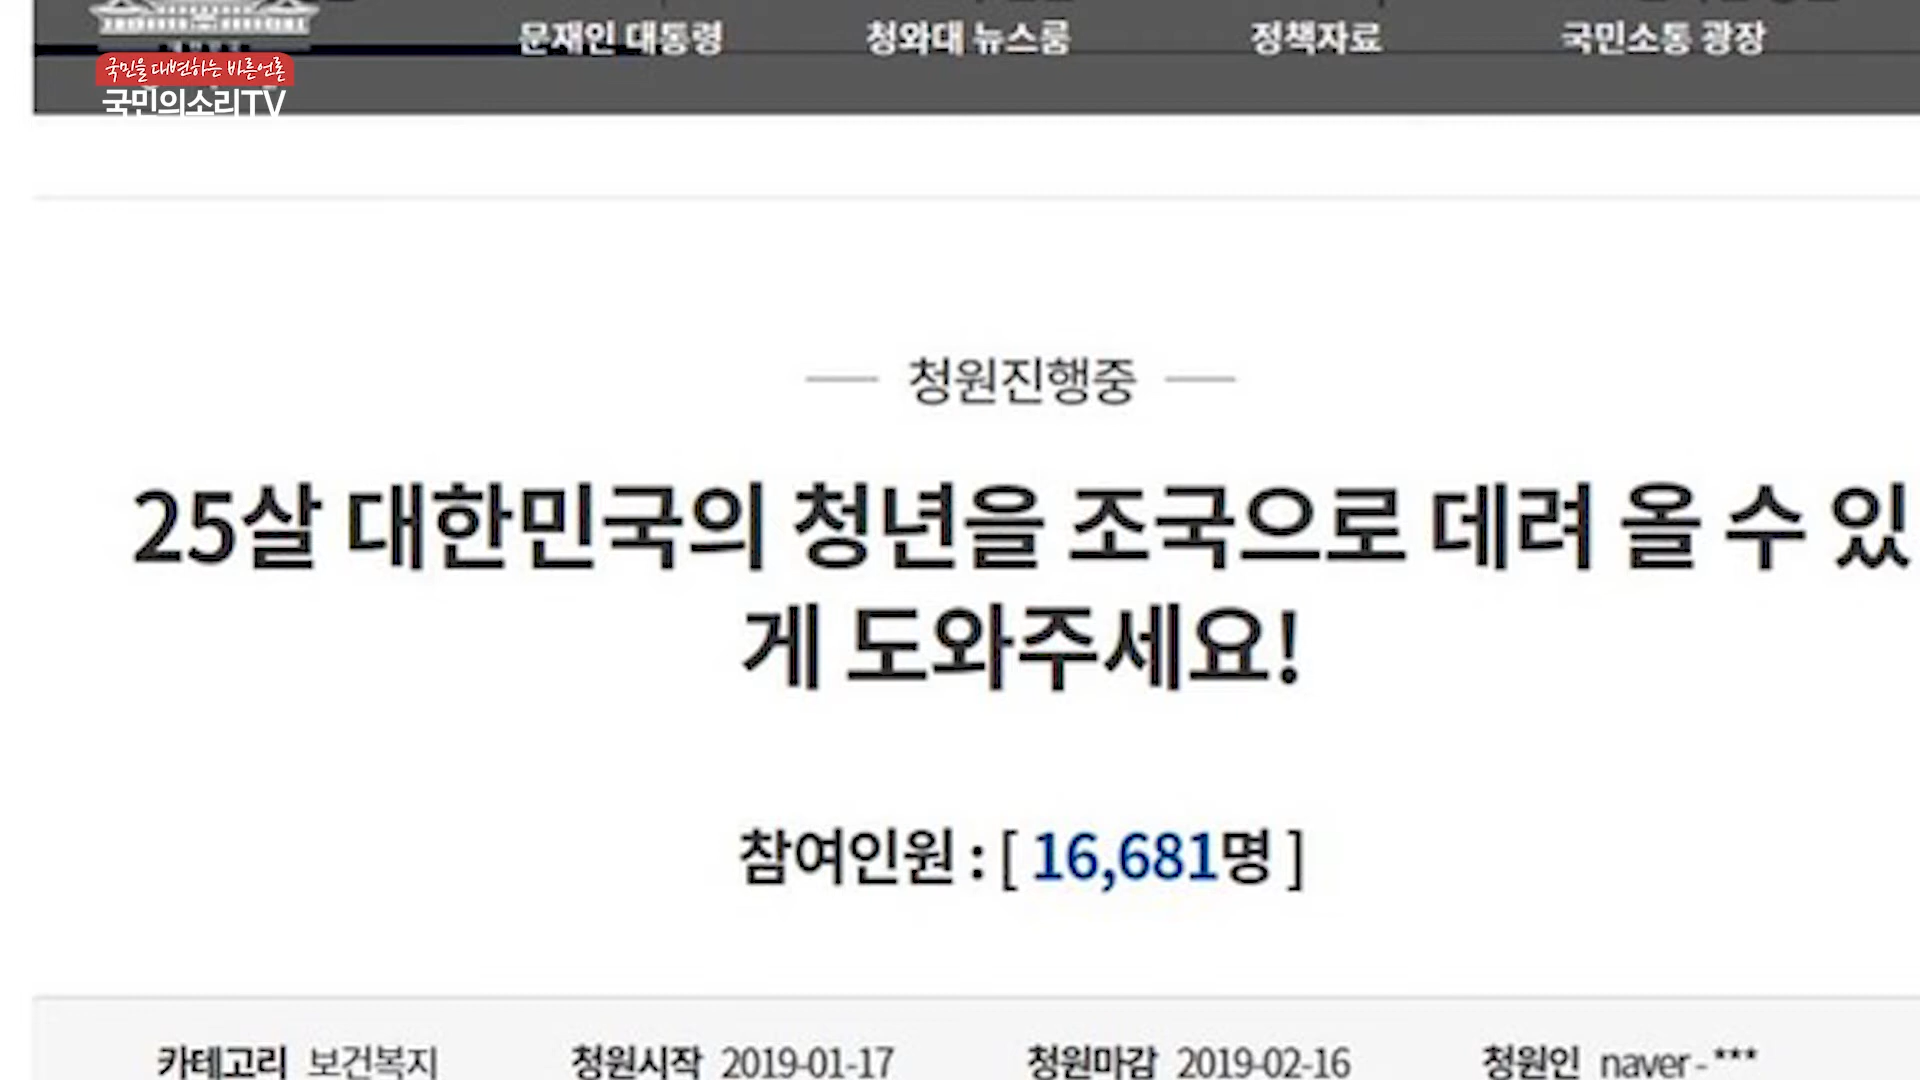 문재인 대통령 청와대 뉴스룸 정책자료 국민소통 광장
국민을 대변하는 바른언론
국민의소리TV
청원진행중
25살 대한민국의 청년을 조국으로 데려 올 수 있
게 도와주세요!
참여인원 : [ 16,681명 ]
카테고리 보건복지 청원시작 2019-01-17 청원마감 2019-02-16 청원인 naver - ***